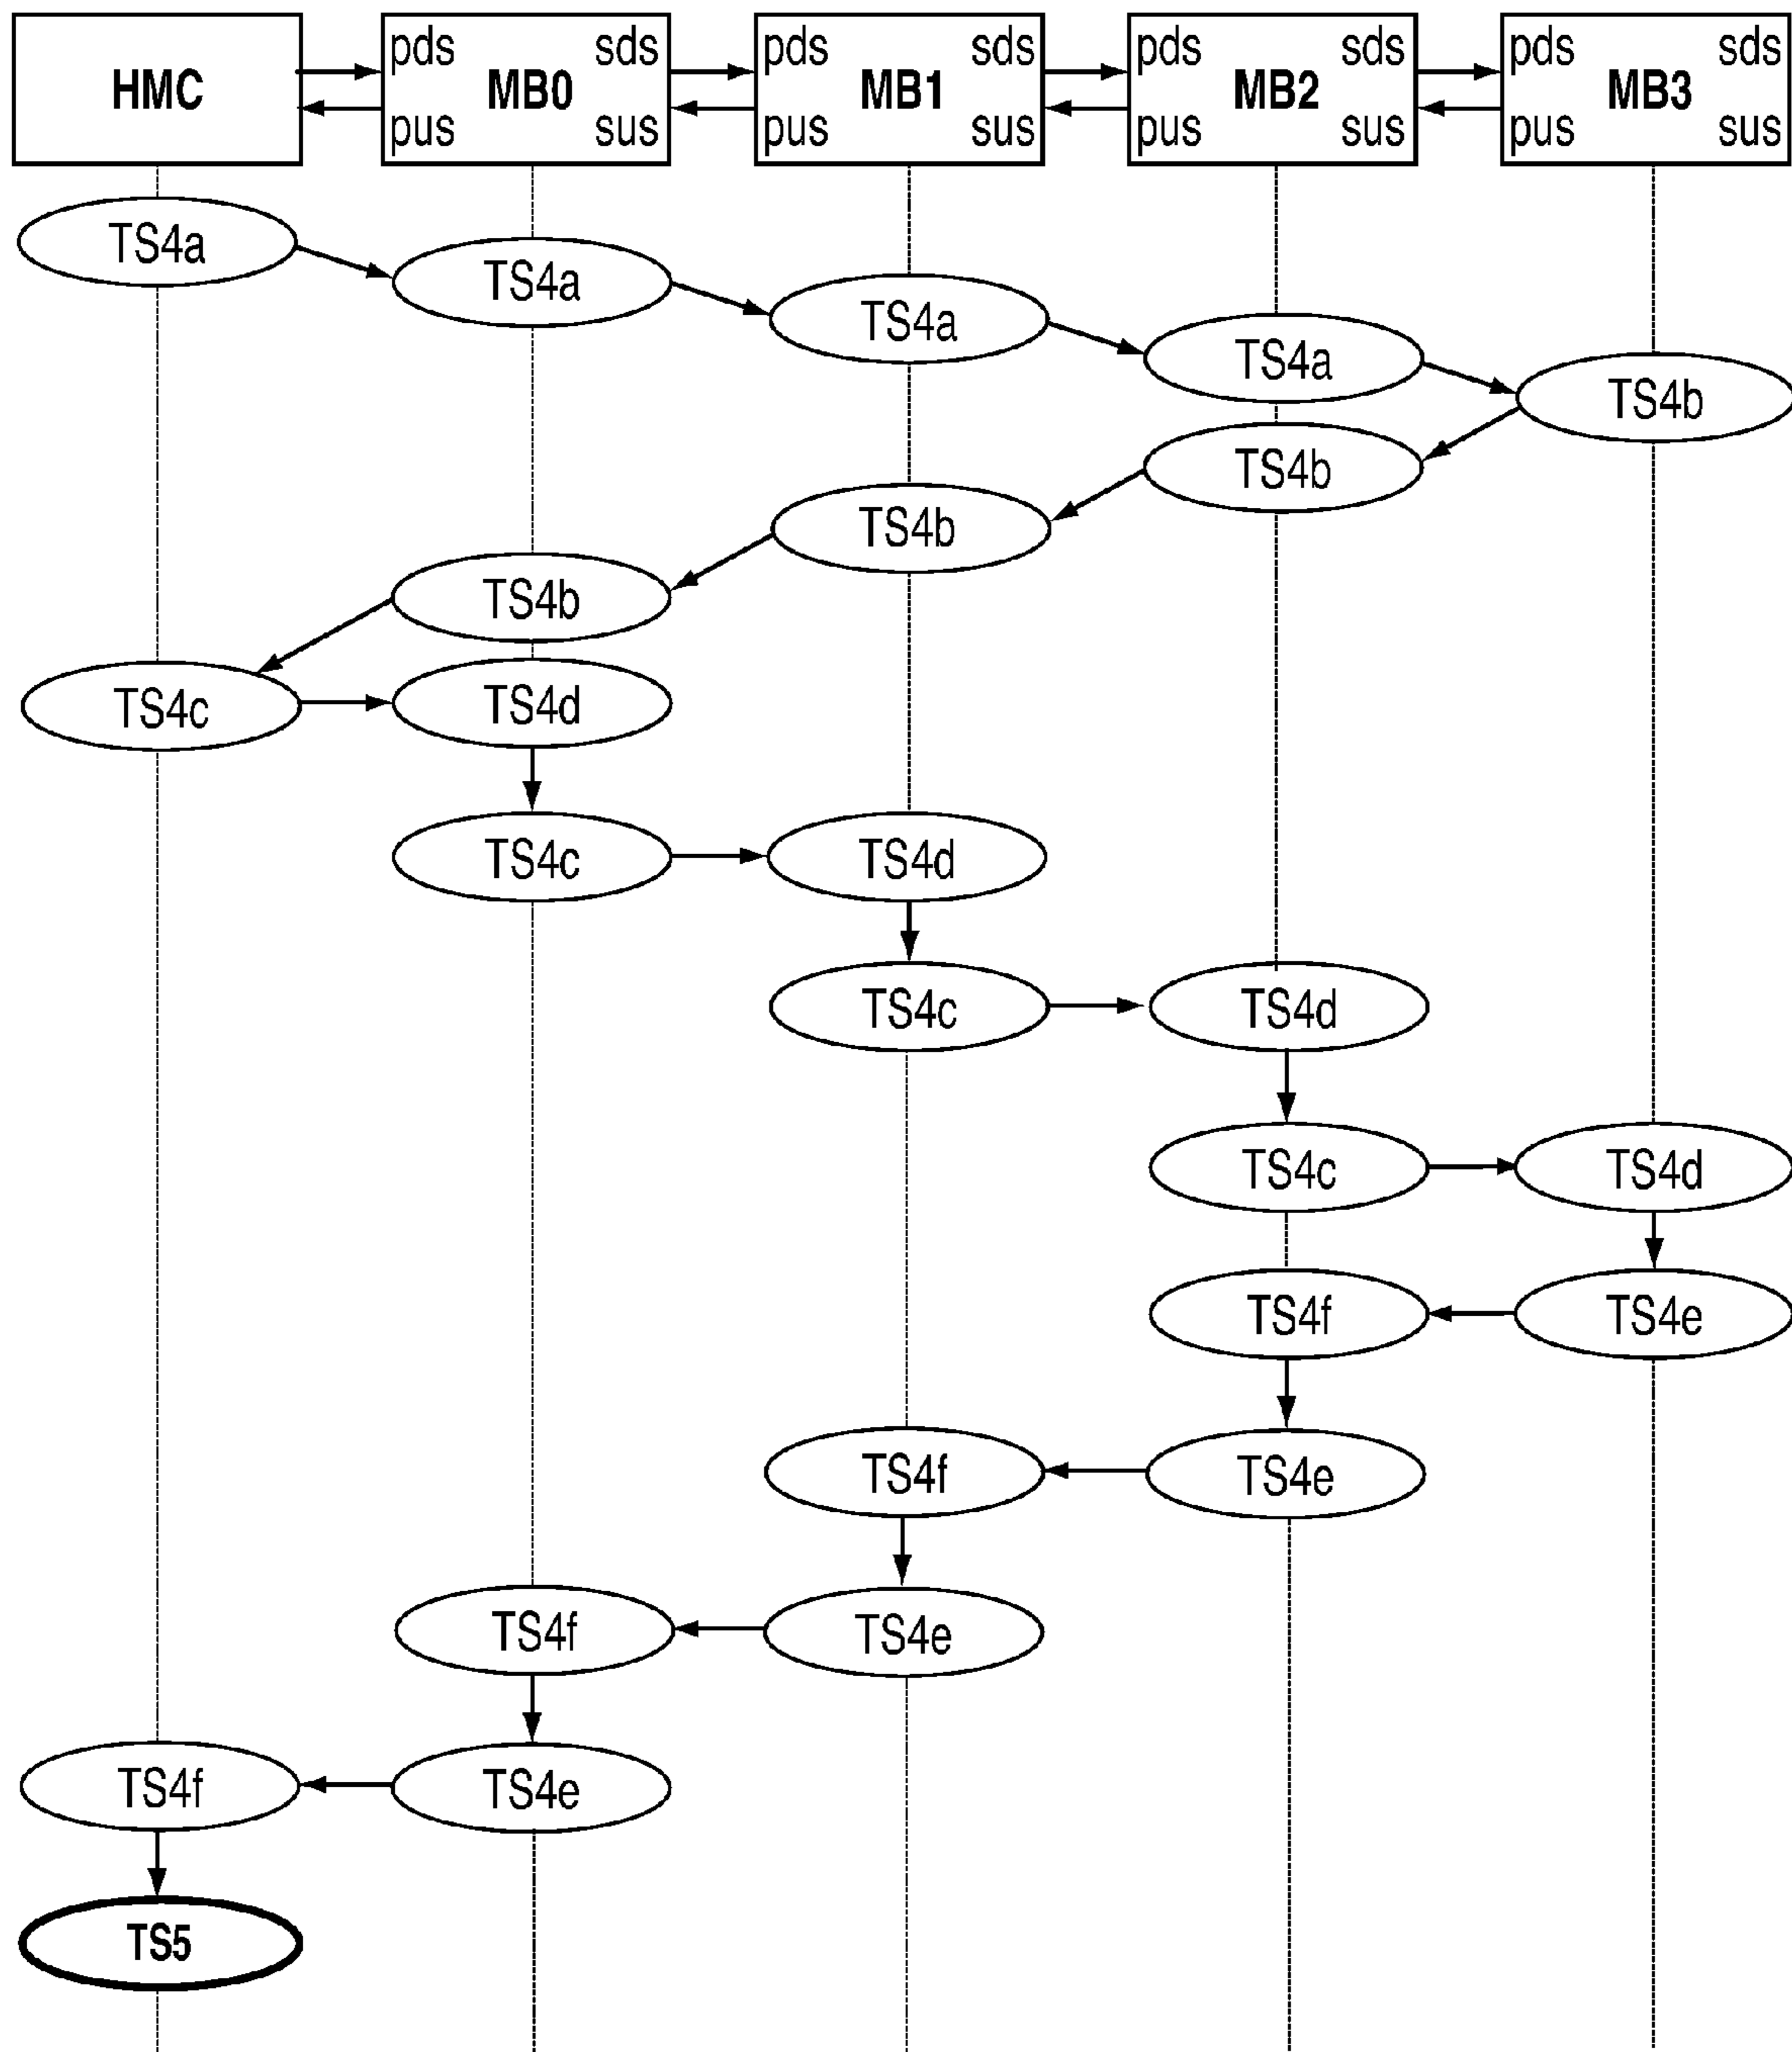 HMC
pds sds
MB0
pus sus
pds sds
MB1
pus sus
pds sds
MB2
pus sus
pds sds
MB3
pus sus
TS4a
TS4a
TS4a
TS4a
TS4b
TS4b
TS4b
TS4b
TS4c
TS4d
TS4c
TS4d
TS4c
TS4d
TS4c
TS4d
TS4f
TS4e
TS4f
TS4e
TS4f
TS4e
TS4f
TS4e
TS5